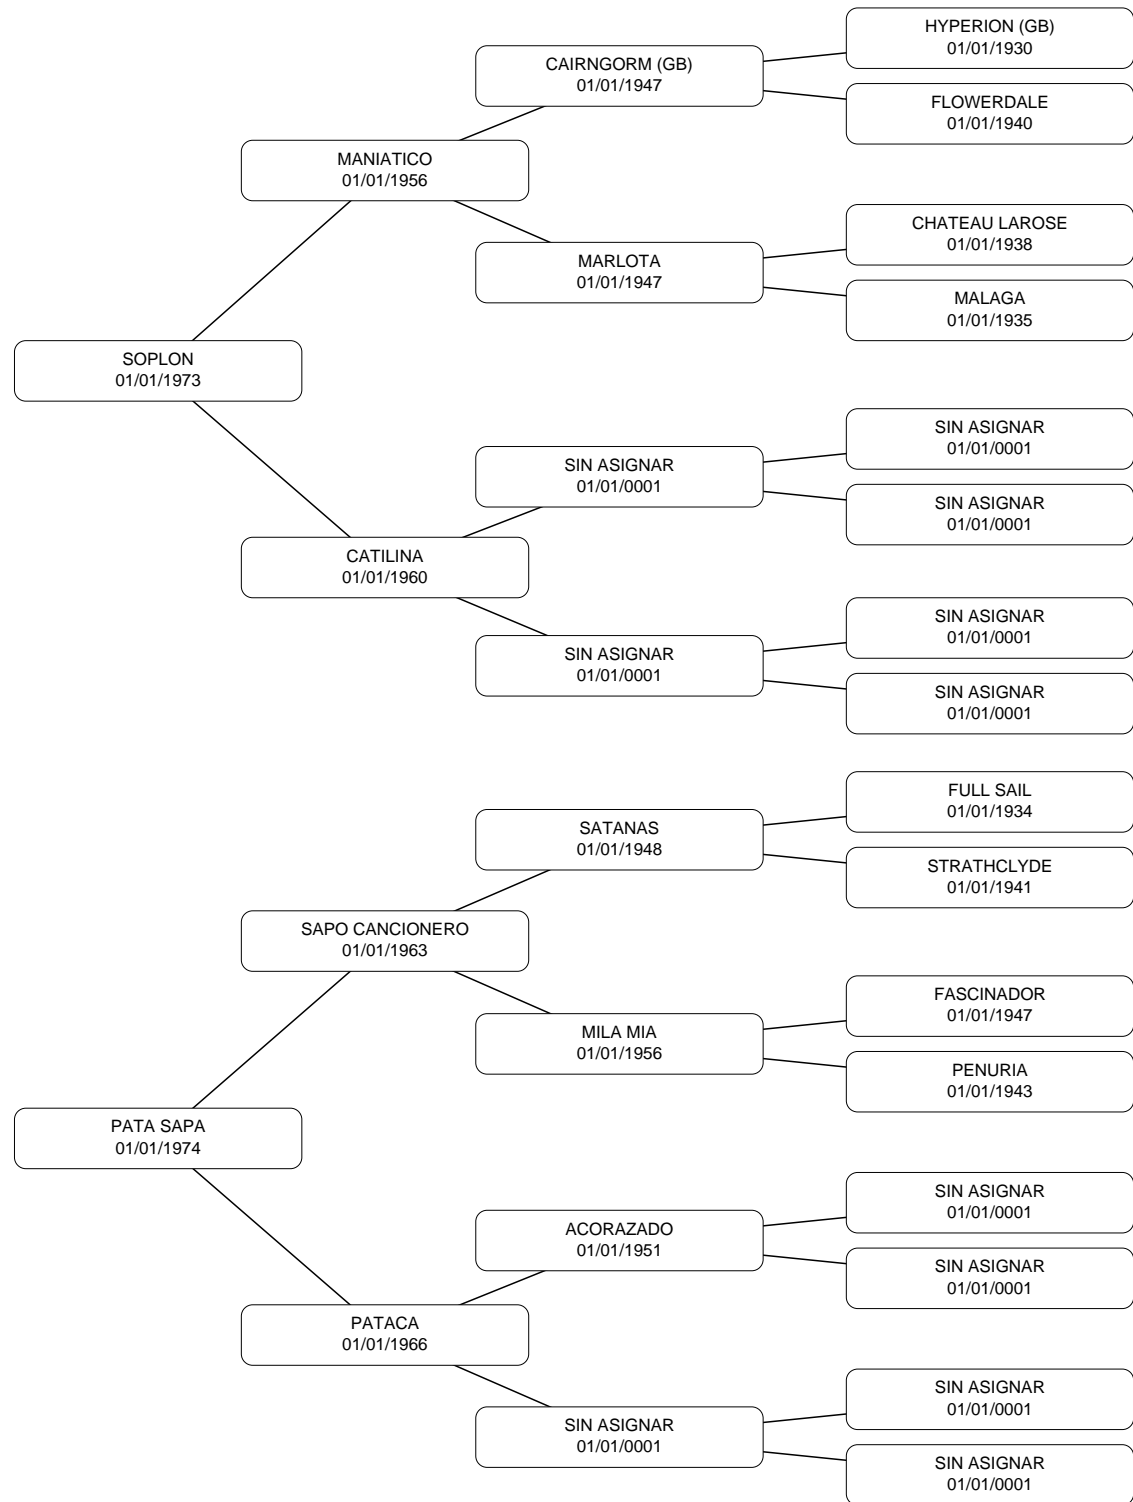 HYPERION (GB)
01/01/1930
CAIRNGORM (GB)
01/01/1947
FLOWERDALE
01/01/1940
MANIATICO
01/01/1956
CHATEAU LAROSE
01/01/1938
MARLOTA
01/01/1947
MALAGA
01/01/1935
SOPLON
01/01/1973
SIN ASIGNAR
01/01/0001
SIN ASIGNAR
01/01/0001
SIN ASIGNAR
01/01/0001
CATILINA
01/01/1960
SIN ASIGNAR
01/01/0001
SIN ASIGNAR
01/01/0001
SIN ASIGNAR
01/01/0001
FULL SAIL
01/01/1934
SATANAS
01/01/1948
STRATHCLYDE
01/01/1941
SAPO CANCIONERO
01/01/1963
FASCINADOR
01/01/1947
MILA MIA
01/01/1956
PENURIA
01/01/1943
PATA SAPA
01/01/1974
SIN ASIGNAR
01/01/0001
ACORAZADO
01/01/1951
SIN ASIGNAR
01/01/0001
PATACA
01/01/1966
SIN ASIGNAR
01/01/0001
SIN ASIGNAR
01/01/0001
SIN ASIGNAR
01/01/0001